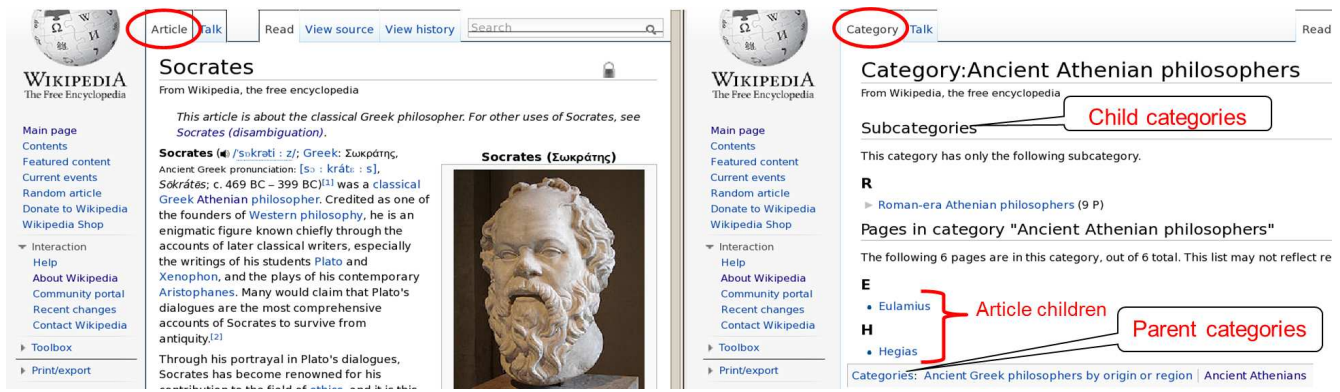 Article Talk Read View source View history Search
WIKIPEDIA
The Free Encyclopedia
Main page
Contents
Featured content
Current events
Random article
Donate to Wikipedia
Wikipedia Shop
Interaction
Help
About Wikipedia
Community portal
Recent changes
Contact Wikipedia
Toolbox
Print/export
Socrates
From Wikipedia, the free encyclopedia
This article is about the classical Greek philosopher. For other uses of Socrates, see
Socrates (disambiguation).
Socrates (/ˈsɒkrətiːz/; Greek: Σωκράτης,
Ancient Greek pronunciation: [sɔːkrátɛːs],
Sōkrátēs; c. 469 BC – 399 BC)[1] was a classical
Greek Athenian philosopher. Credited as one of
the founders of Western philosophy, he is an
enigmatic figure known chiefly through the
accounts of later classical writers, especially
the writings of his students Plato and
Xenophon, and the plays of his contemporary
Aristophanes. Many would claim that Plato's
dialogues are the most comprehensive
accounts of Socrates to survive from
antiquity.[2]
Through his portrayal in Plato's dialogues,
Socrates has become renowned for his
contribution to the field of ethics, and it is this
Socrates (Σωκράτης)
Category Talk Read
WIKIPEDIA
The Free Encyclopedia
Main page
Contents
Featured content
Current events
Random article
Donate to Wikipedia
Wikipedia Shop
Interaction
Help
About Wikipedia
Community portal
Recent changes
Contact Wikipedia
Toolbox
Print/export
Category:Ancient Athenian philosophers
From Wikipedia, the free encyclopedia
Child categories
Subcategories
This category has only the following subcategory.
R
Roman-era Athenian philosophers (9 P)
Pages in category "Ancient Athenian philosophers"
The following 6 pages are in this category, out of 6 total. This list may not reflect re
E
Eulamius
Article children
H
Hegias
Parent categories
Categories: Ancient Greek philosophers by origin or region | Ancient Athenians